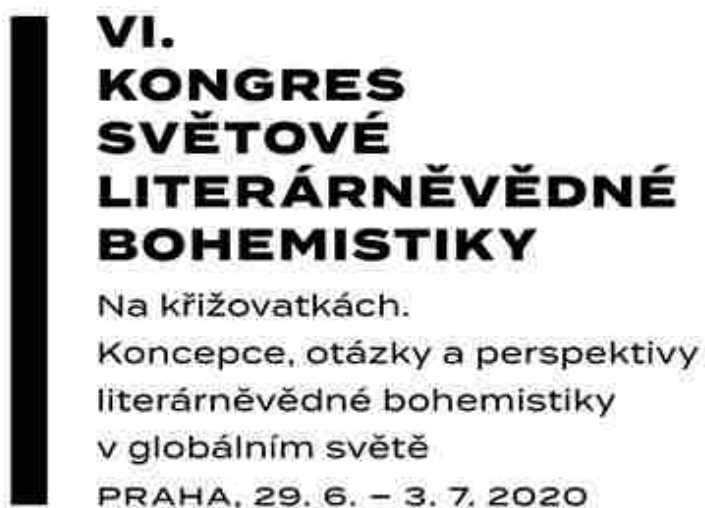 VI.
KONGRES
SVĚTOVÉ
LITERÁRNĚVĚDNÉ
BOHEMISTIKY
Na křižovatkách.
Koncepce, otázky a perspektivy
literárněvědné bohemistiky
v globálním světě
PRAHA, 29. 6. – 3. 7. 2020